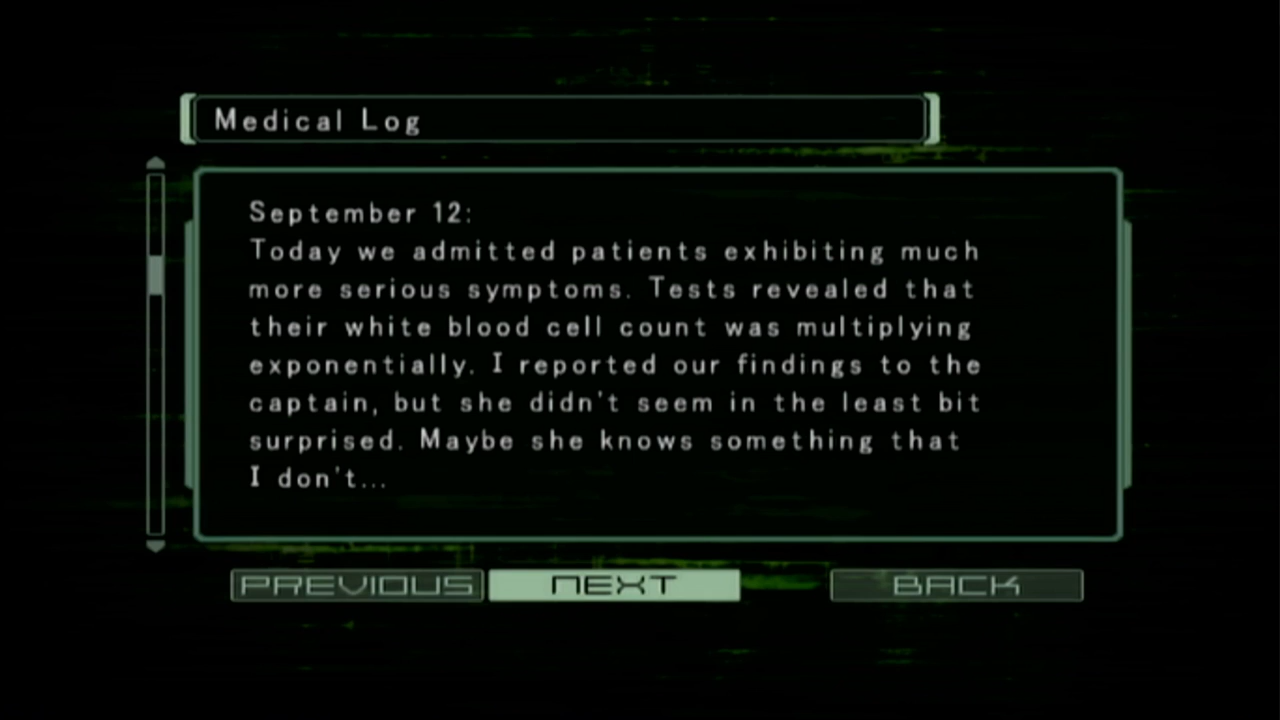 Medical Log
September 12:
Today we admitted patients exhibiting much
more serious symptoms. Tests revealed that
their white blood cell count was multiplying
exponentially. I reported our findings to the
captain, but she didn't seem in the least bit
surprised. Maybe she knows something that
I don't...
PREVIOUS NEXT BACK